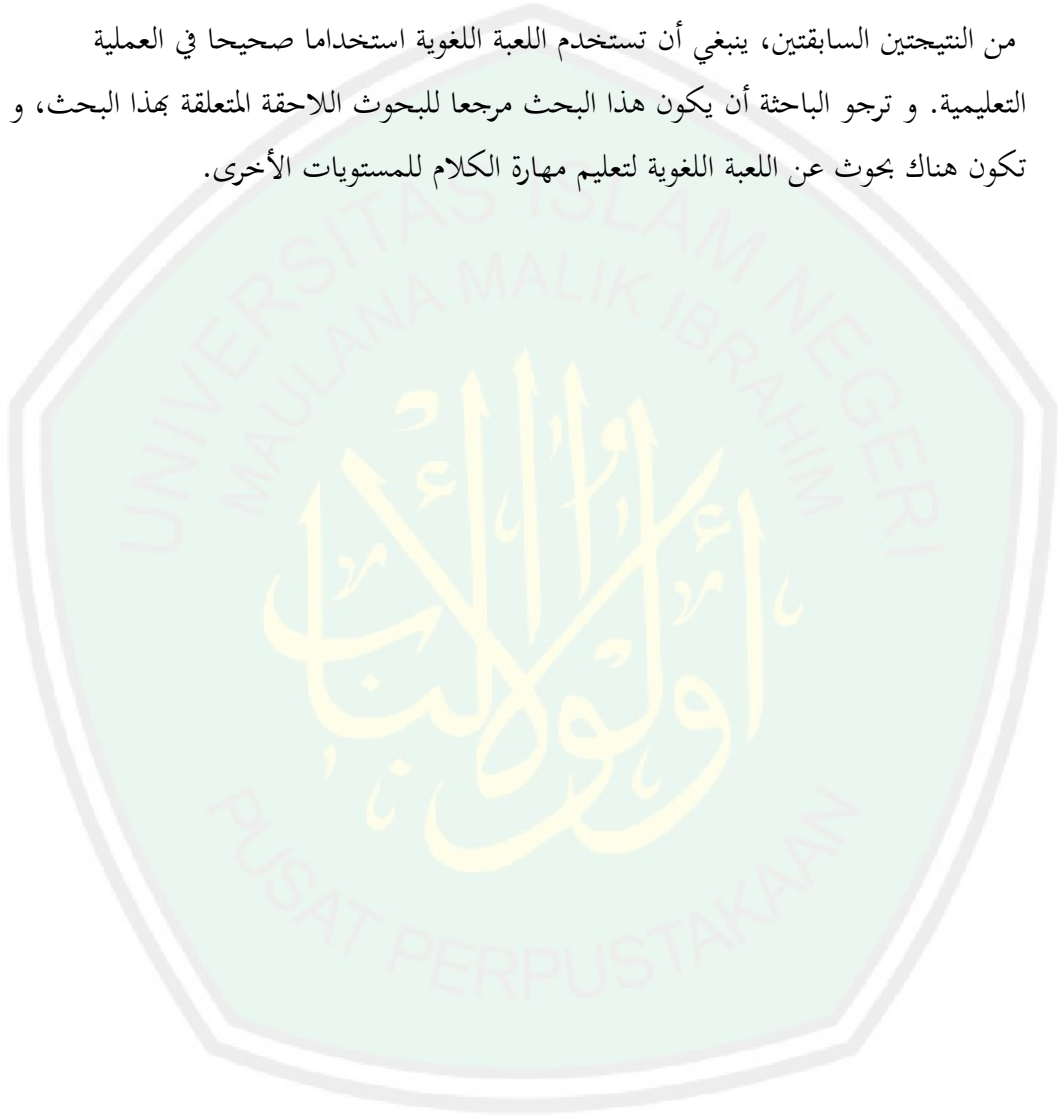 من النتيجتين السابقتين، ينبغي أن تستخدم اللعبة اللغوية استخداما صحيحا في العملية
التعليمية. و ترجو الباحثة أن يكون هذا البحث مرجعا للبحوث اللاحقة المتعلقة بهذا البحث، و
تكون هناك بحوث عن اللعبة اللغوية لتعليم مهارة الكلام للمستويات الأخرى.
UNIVERSITAS ISLAM NEGERI
MAULANA MALIK IBRAHIM
أولوا الألباب
PUSAT PERPUSTAKAAN